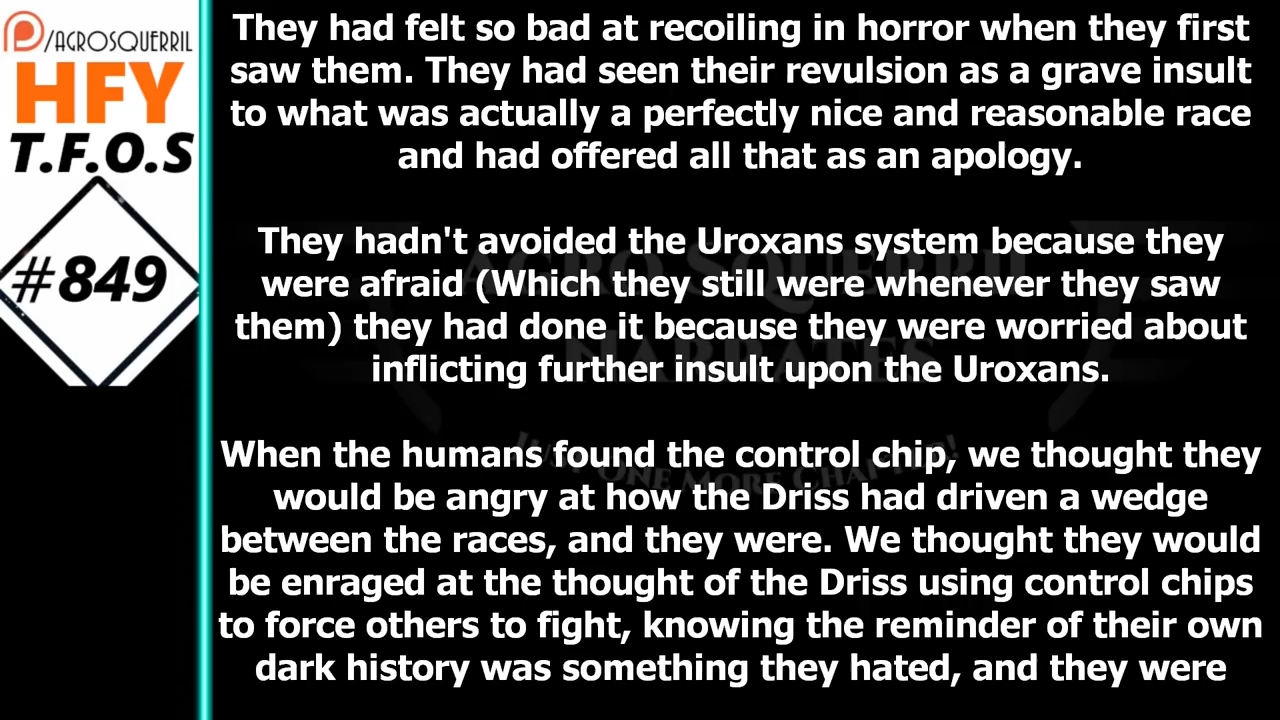 /AGROSQUERRIL
HFY
T.F.O.S
#849
They had felt so bad at recoiling in horror when they first
saw them. They had seen their revulsion as a grave insult
to what was actually a perfectly nice and reasonable race
and had offered all that as an apology.
They hadn't avoided the Uroxans system because they
were afraid (Which they still were whenever they saw
them) they had done it because they were worried about
inflicting further insult upon the Uroxans.
When the humans found the control chip, we thought they
would be angry at how the Driss had driven a wedge
between the races, and they were. We thought they would
be enraged at the thought of the Driss using control chips
to force others to fight, knowing the reminder of their own
dark history was something they hated, and they were
AGRO SQUERRIL
NARRATES
JUST ONE MORE CHAPTER!